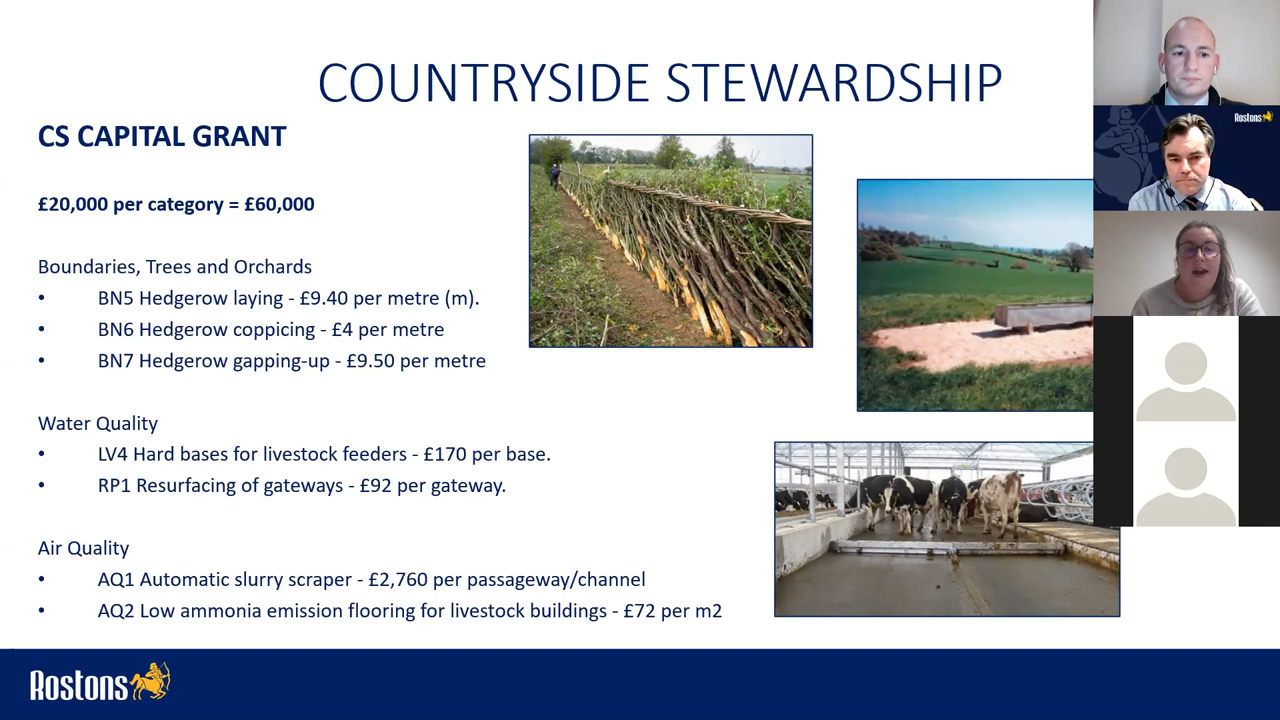 COUNTRYSIDE STEWARDSHIP
CS CAPITAL GRANT
£20,000 per category = £60,000
Boundaries, Trees and Orchards
• BN5 Hedgerow laying - £9.40 per metre (m).
• BN6 Hedgerow coppicing - £4 per metre
• BN7 Hedgerow gapping-up - £9.50 per metre
Water Quality
• LV4 Hard bases for livestock feeders - £170 per base.
• RP1 Resurfacing of gateways - £92 per gateway.
Air Quality
• AQ1 Automatic slurry scraper - £2,760 per passageway/channel
• AQ2 Low ammonia emission flooring for livestock buildings - £72 per m2
Rostons
Rostons